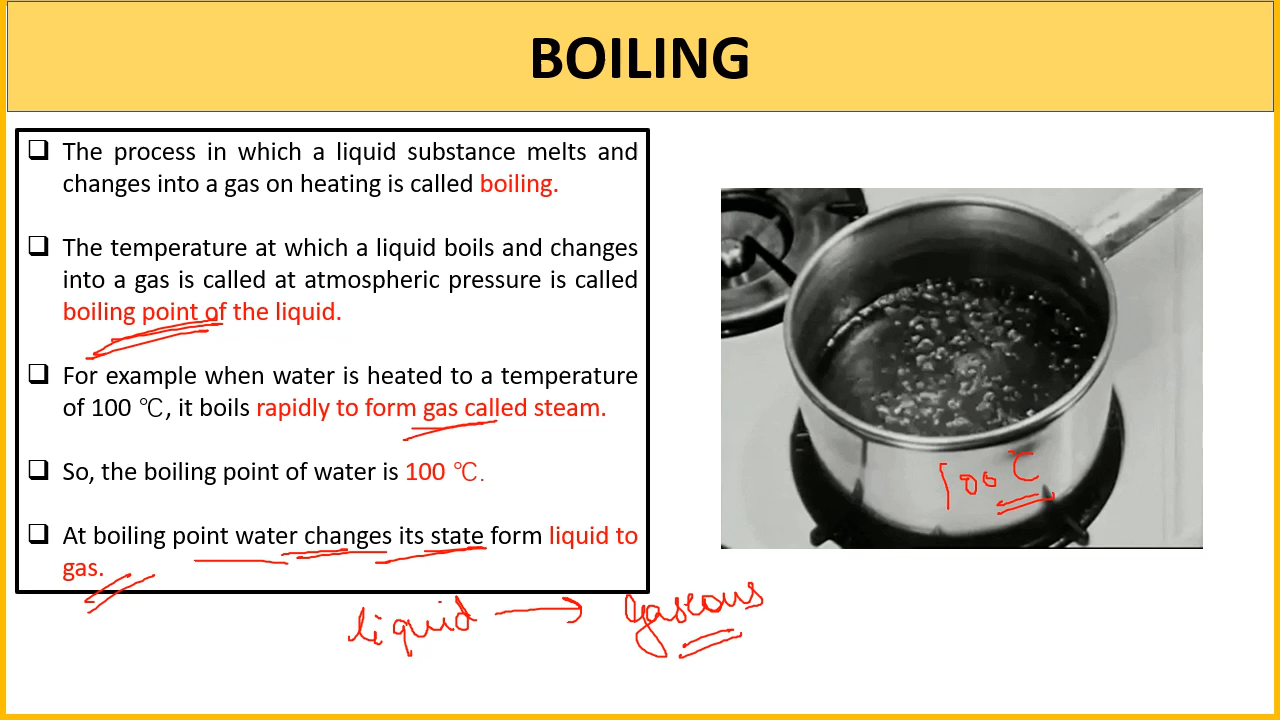 BOILING
❑ The process in which a liquid substance melts and
changes into a gas on heating is called boiling.
❑ The temperature at which a liquid boils and changes
into a gas is called at atmospheric pressure is called
boiling point of the liquid.
❑ For example when water is heated to a temperature
of 100 ℃, it boils rapidly to form gas called steam.
❑ So, the boiling point of water is 100 ℃.
❑ At boiling point water changes its state form liquid to
gas.
100 C
liquid → gaseous